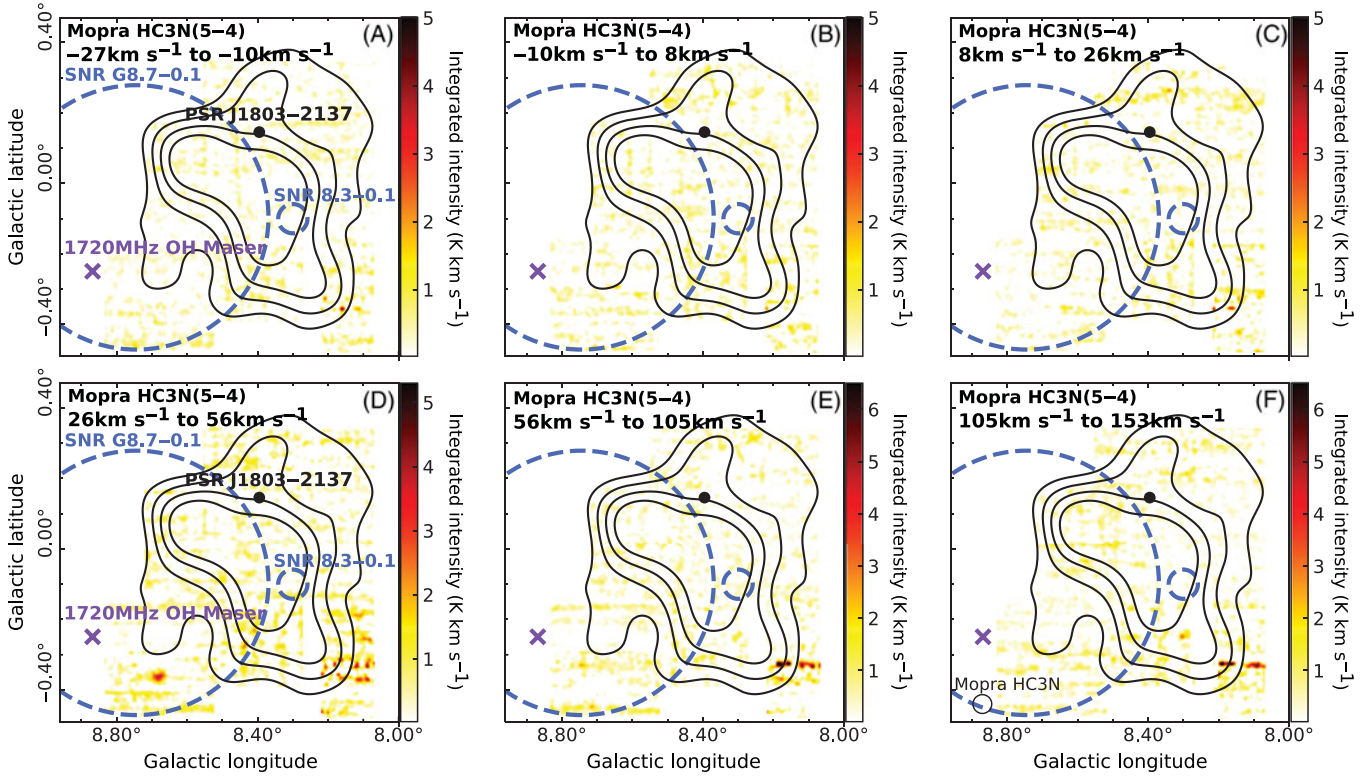 Mopra HC3N(5−4)
−27km s⁻¹ to −10km s⁻¹
(A)
SNR G8.7−0.1
PSR J1803−2137
SNR 8.3−0.1
1720MHz OH Maser
0.40°
0.00°
−0.40°
Galactic latitude
5
4
3
2
1
Integrated intensity (K km s⁻¹)
Mopra HC3N(5−4)
−10km s⁻¹ to 8km s⁻¹
(B)
5
4
3
2
1
Integrated intensity (K km s⁻¹)
Mopra HC3N(5−4)
8km s⁻¹ to 26km s⁻¹
(C)
5
4
3
2
1
Integrated intensity (K km s⁻¹)
Mopra HC3N(5−4)
26km s⁻¹ to 56km s⁻¹
(D)
SNR G8.7−0.1
PSR J1803−2137
SNR 8.3−0.1
1720MHz OH Maser
0.40°
0.00°
−0.40°
Galactic latitude
8.80°
8.40°
8.00°
Galactic longitude
5
4
3
2
1
Integrated intensity (K km s⁻¹)
Mopra HC3N(5−4)
56km s⁻¹ to 105km s⁻¹
(E)
8.80°
8.40°
8.00°
Galactic longitude
6
5
4
3
2
1
Integrated intensity (K km s⁻¹)
Mopra HC3N(5−4)
105km s⁻¹ to 153km s⁻¹
(F)
Mopra HC3N
8.80°
8.40°
8.00°
Galactic longitude
6
5
4
3
2
1
Integrated intensity (K km s⁻¹)